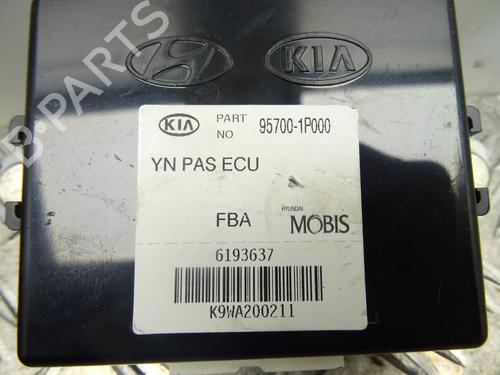 KIA
B-PARTS
KIA PART NO 95700-1P000
YN PAS ECU
FBA HYUNDAI MOBIS
6193637
K9WA200211